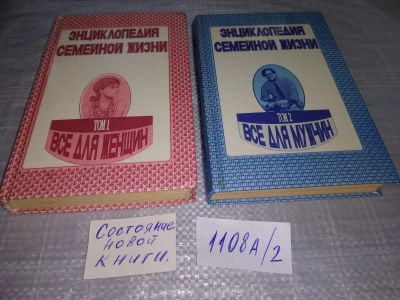 ЭНЦИКЛОПЕДИЯ
СЕМЕЙНОЙ ЖИЗНИ
ТОМ 1
ВСЕ ДЛЯ ЖЕНЩИН
ЭНЦИКЛОПЕДИЯ
СЕМЕЙНОЙ ЖИЗНИ
ТОМ 2
ВСЕ ДЛЯ МУЖЧИН
Состояние
новой
книги.
1108А/2